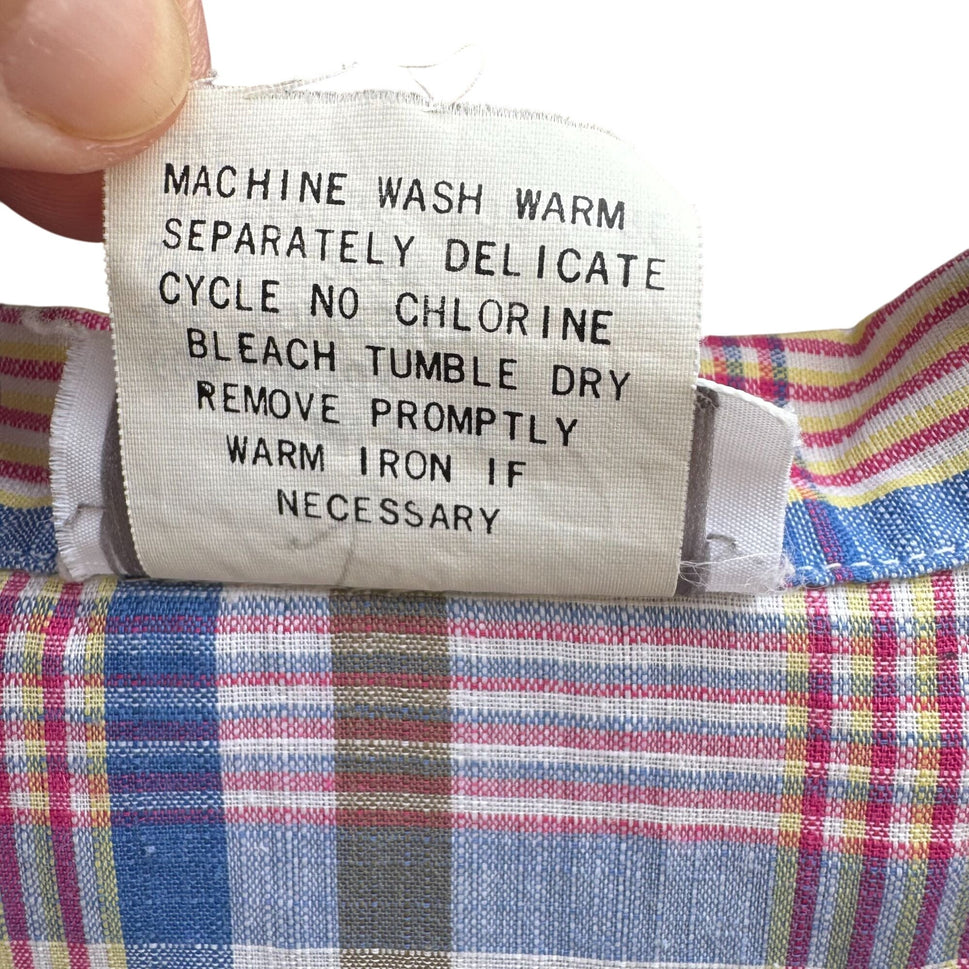 MACHINE WASH WARM
SEPARATELY DELICATE
CYCLE NO CHLORINE
BLEACH TUMBLE DRY
REMOVE PROMPTLY
WARM IRON IF
NECESSARY